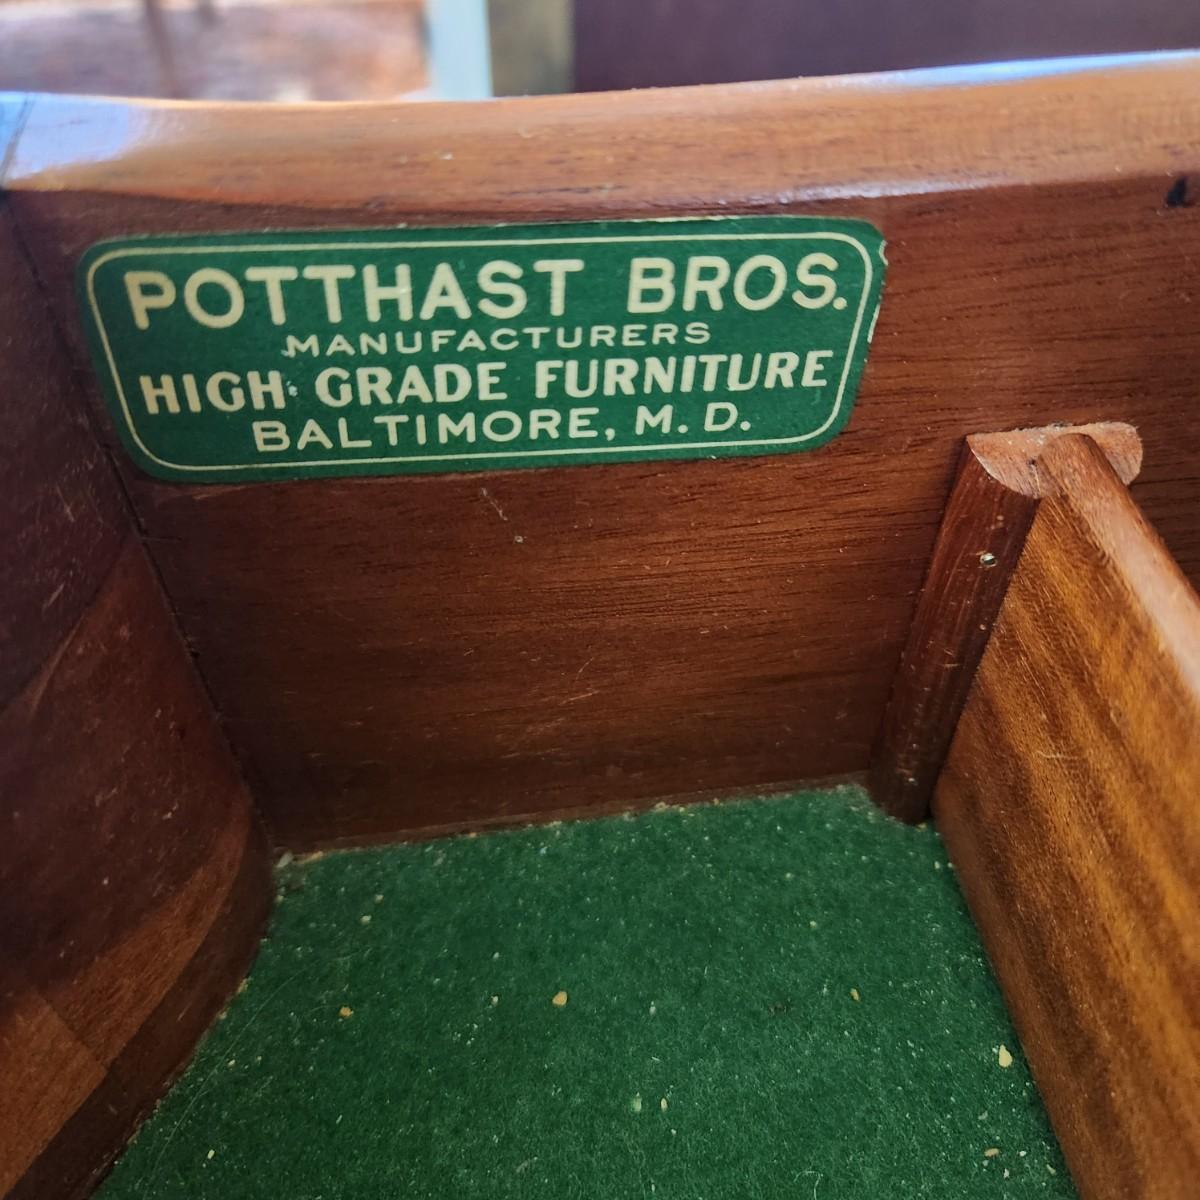 POTTHAST BROS.
MANUFACTURERS
HIGH GRADE FURNITURE
BALTIMORE, M. D.